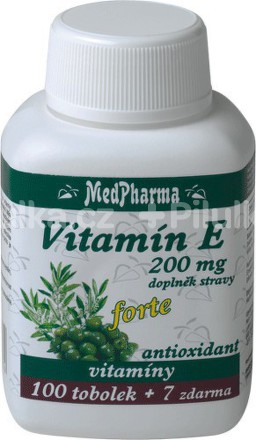 MedPharma
Vitamín E
200 mg
doplněk stravy
forte
antioxidant
vitamíny
100 tobolek + 7 zdarma